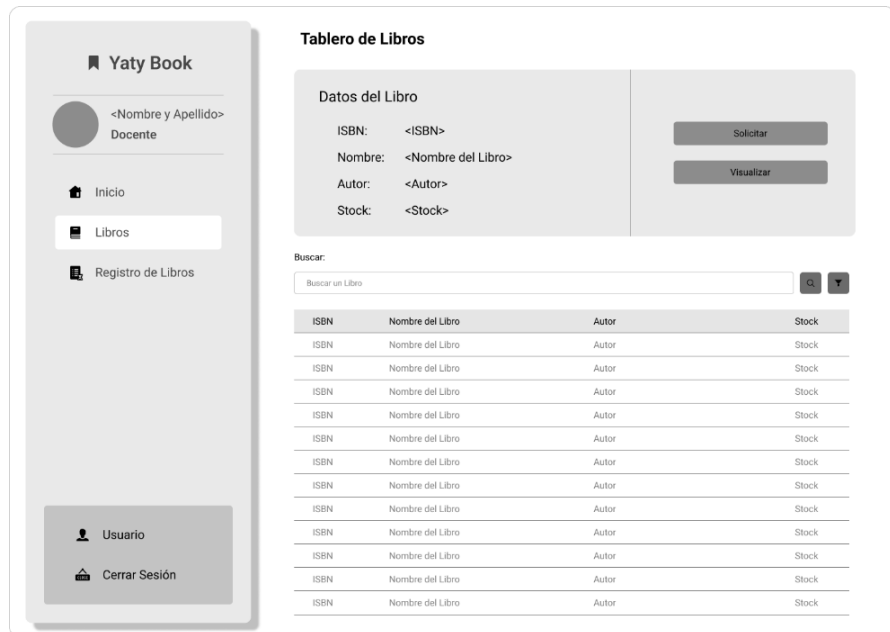 Yaty Book
<Nombre y Apellido>
Docente
Inicio
Libros
Registro de Libros
Usuario
Cerrar Sesión
Tablero de Libros
Datos del Libro
ISBN: <ISBN>
Nombre: <Nombre del Libro>
Autor: <Autor>
Stock: <Stock>
Solicitar
Visualizar
Buscar:
Buscar un Libro
ISBN Nombre del Libro Autor Stock
ISBN Nombre del Libro Autor Stock
ISBN Nombre del Libro Autor Stock
ISBN Nombre del Libro Autor Stock
ISBN Nombre del Libro Autor Stock
ISBN Nombre del Libro Autor Stock
ISBN Nombre del Libro Autor Stock
ISBN Nombre del Libro Autor Stock
ISBN Nombre del Libro Autor Stock
ISBN Nombre del Libro Autor Stock
ISBN Nombre del Libro Autor Stock
ISBN Nombre del Libro Autor Stock
ISBN Nombre del Libro Autor Stock